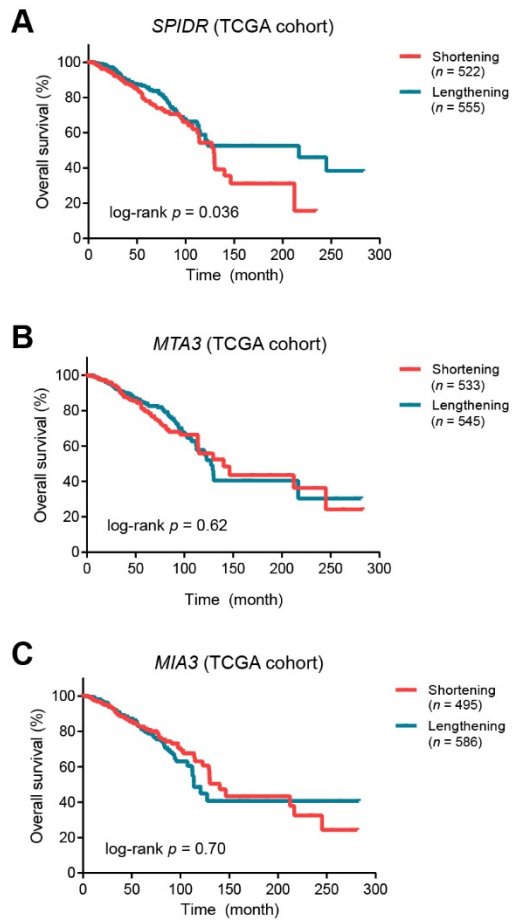 A
SPIDR (TCGA cohort)
Shortening
(n = 522)
Lengthening
(n = 555)
Overall survival (%)
100
80
60
40
20
0
log-rank p = 0.036
0 50 100 150 200 250 300
Time (month)
B
MTA3 (TCGA cohort)
Shortening
(n = 533)
Lengthening
(n = 545)
Overall survival (%)
100
80
60
40
20
0
log-rank p = 0.62
0 50 100 150 200 250 300
Time (month)
C
MIA3 (TCGA cohort)
Shortening
(n = 495)
Lengthening
(n = 586)
Overall survival (%)
100
80
60
40
20
0
log-rank p = 0.70
0 50 100 150 200 250 300
Time (month)